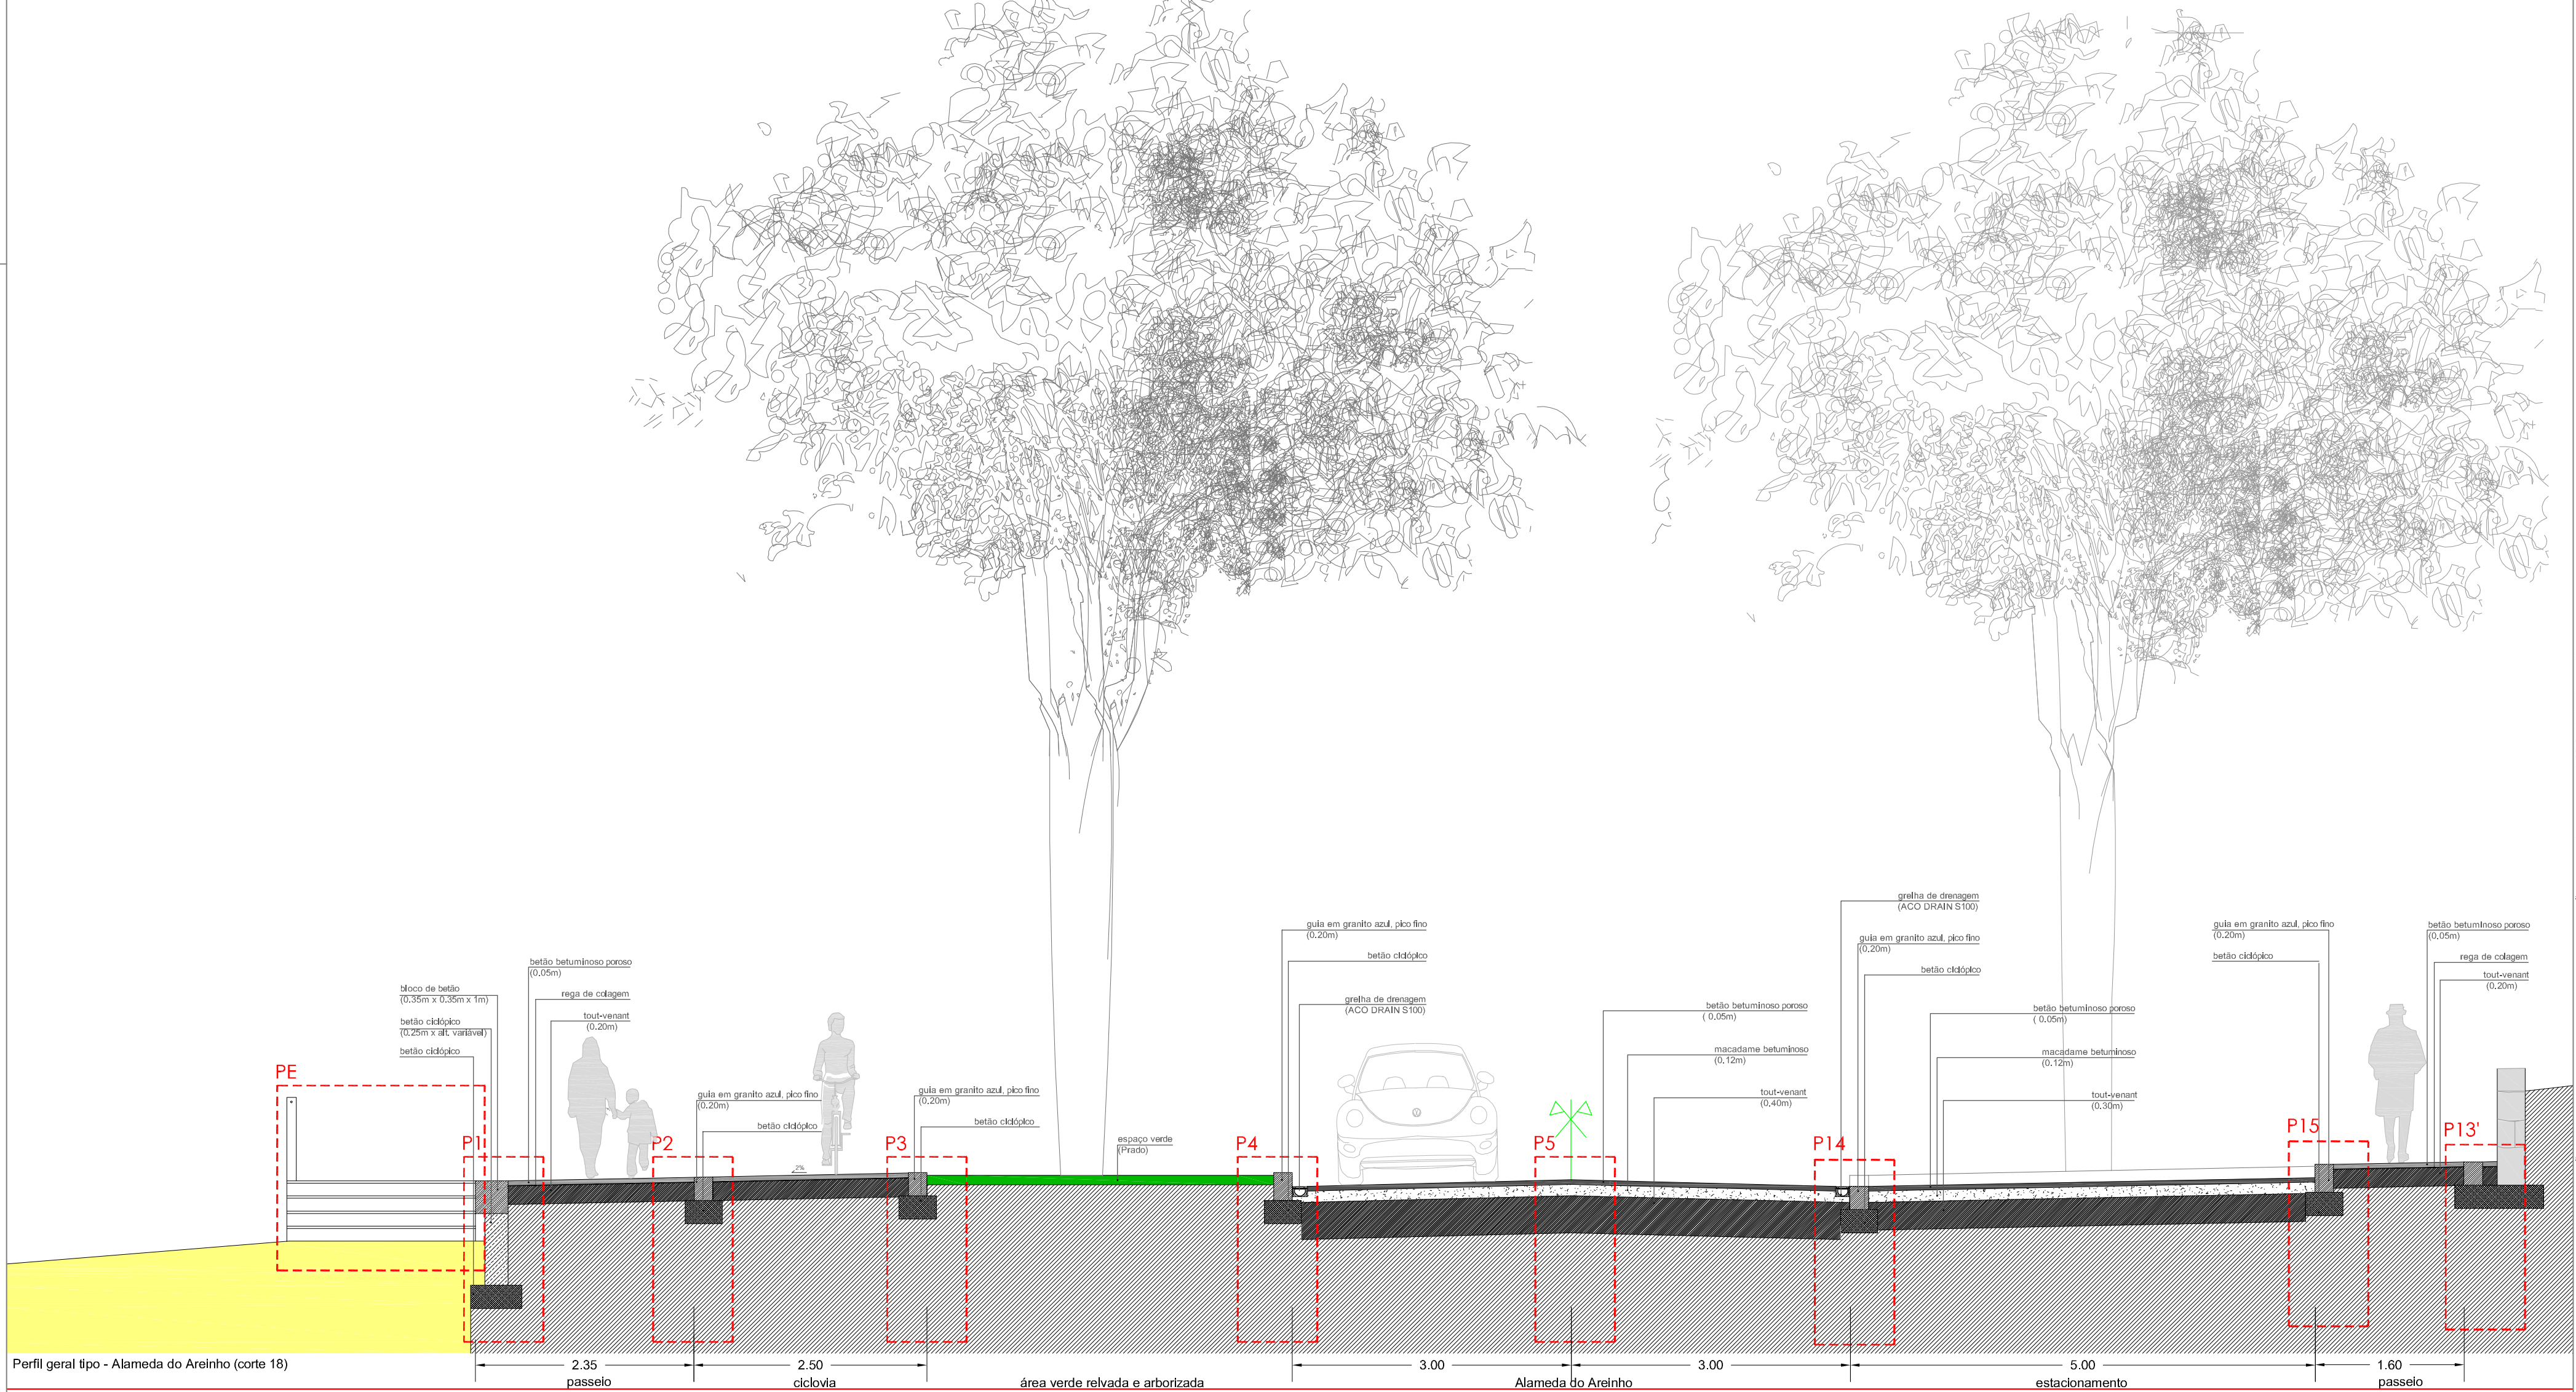 grelha de drenagem
(ACO DRAIN S100)
guia em granito azul, pico fino
(0.20m)
betão ciclópico
grelha de drenagem
(ACO DRAIN S100)
guia em granito azul, pico fino
(0.20m)
betão ciclópico
guia em granito azul, pico fino
(0.20m)
betão ciclópico
betão betuminoso poroso
(0,05m)
rega de colagem
tout-venant
(0.20m)
betão betuminoso poroso
(0,05m)
rega de colagem
tout-venant
(0.20m)
bloco de betão
(0.35m x 0.35m x 1m)
betão ciclópico
(0.25m x alt. variável)
betão ciclópico
guia em granito azul, pico fino
(0.20m)
betão ciclópico
guia em granito azul, pico fino
(0.20m)
betão ciclópico
espaço verde
(Prado)
betão betuminoso poroso
( 0.05m)
macadame betuminoso
(0,12m)
tout-venant
(0,40m)
betão betuminoso poroso
( 0.05m)
macadame betuminoso
(0.12m)
tout-venant
(0.30m)
2%
PE
P1
P2
P3
P4
P5
P14
P15
P13'
Perfil geral tipo - Alameda do Areinho (corte 18)
2.35
2.50
3.00
3.00
5.00
1.60
passeio
ciclovia
área verde relvada e arborizada
Alameda do Areinho
estacionamento
passeio